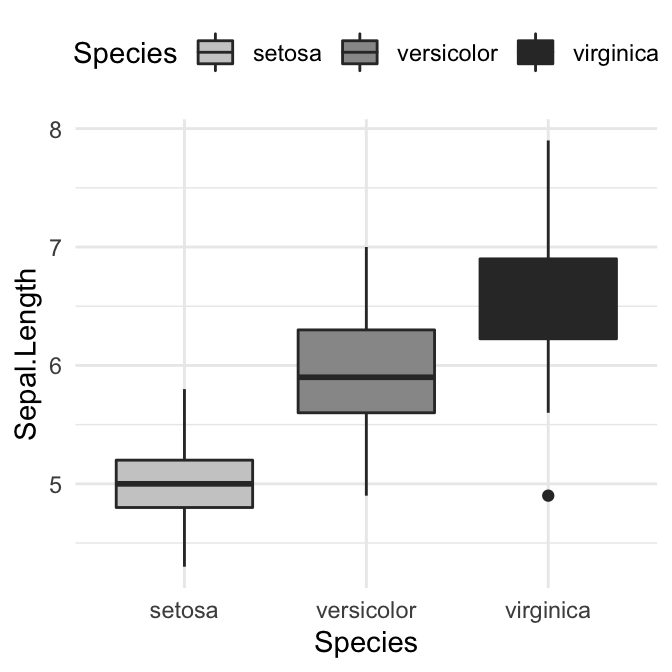 Species setosa versicolor virginica
8
7
6
5
Sepal.Length
setosa versicolor virginica
Species